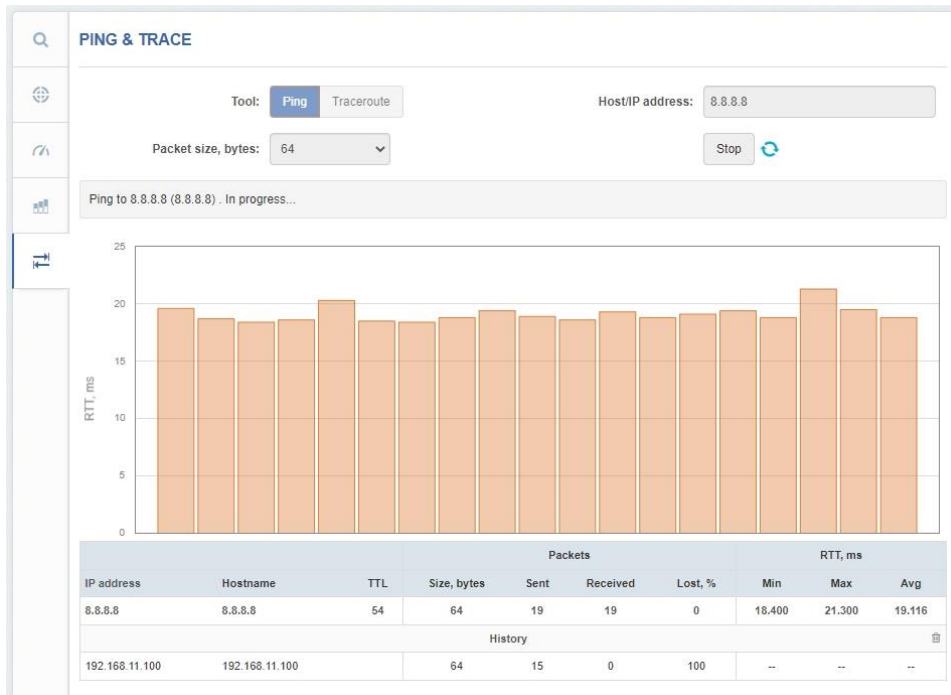 PING & TRACE
Tool: Ping Traceroute Host/IP address: 8.8.8.8
Packet size, bytes: 64 Stop
Ping to 8.8.8.8 (8.8.8.8) . In progress...
25
20
15
10
5
0
RTT, ms
Packets RTT, ms
IP address Hostname TTL Size, bytes Sent Received Lost, % Min Max Avg
8.8.8.8 8.8.8.8 54 64 19 19 0 18.400 21.300 19.116
History
192.168.11.100 192.168.11.100 64 15 0 100 -- -- --